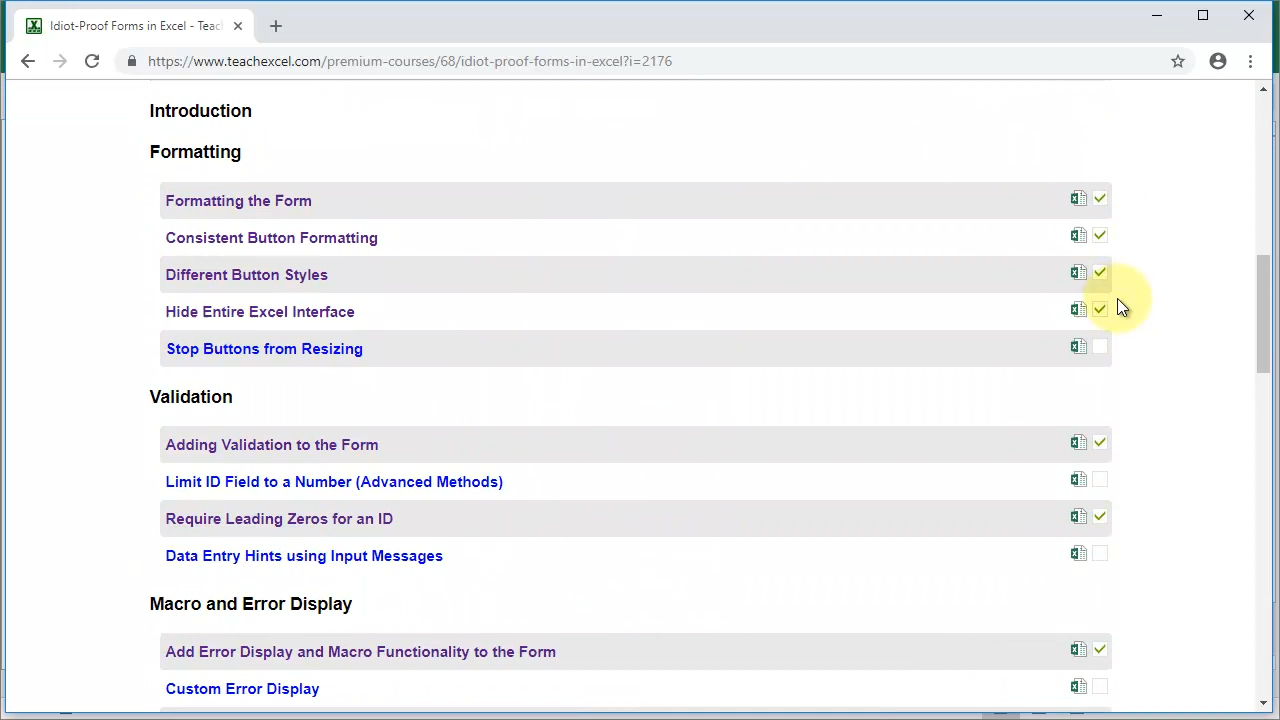 Idiot-Proof Forms in Excel - Teac
https://www.teachexcel.com/premium-courses/68/idiot-proof-forms-in-excel?i=2176
Introduction
Formatting
Formatting the Form
Consistent Button Formatting
Different Button Styles
Hide Entire Excel Interface
Stop Buttons from Resizing
Validation
Adding Validation to the Form
Limit ID Field to a Number (Advanced Methods)
Require Leading Zeros for an ID
Data Entry Hints using Input Messages
Macro and Error Display
Add Error Display and Macro Functionality to the Form
Custom Error Display